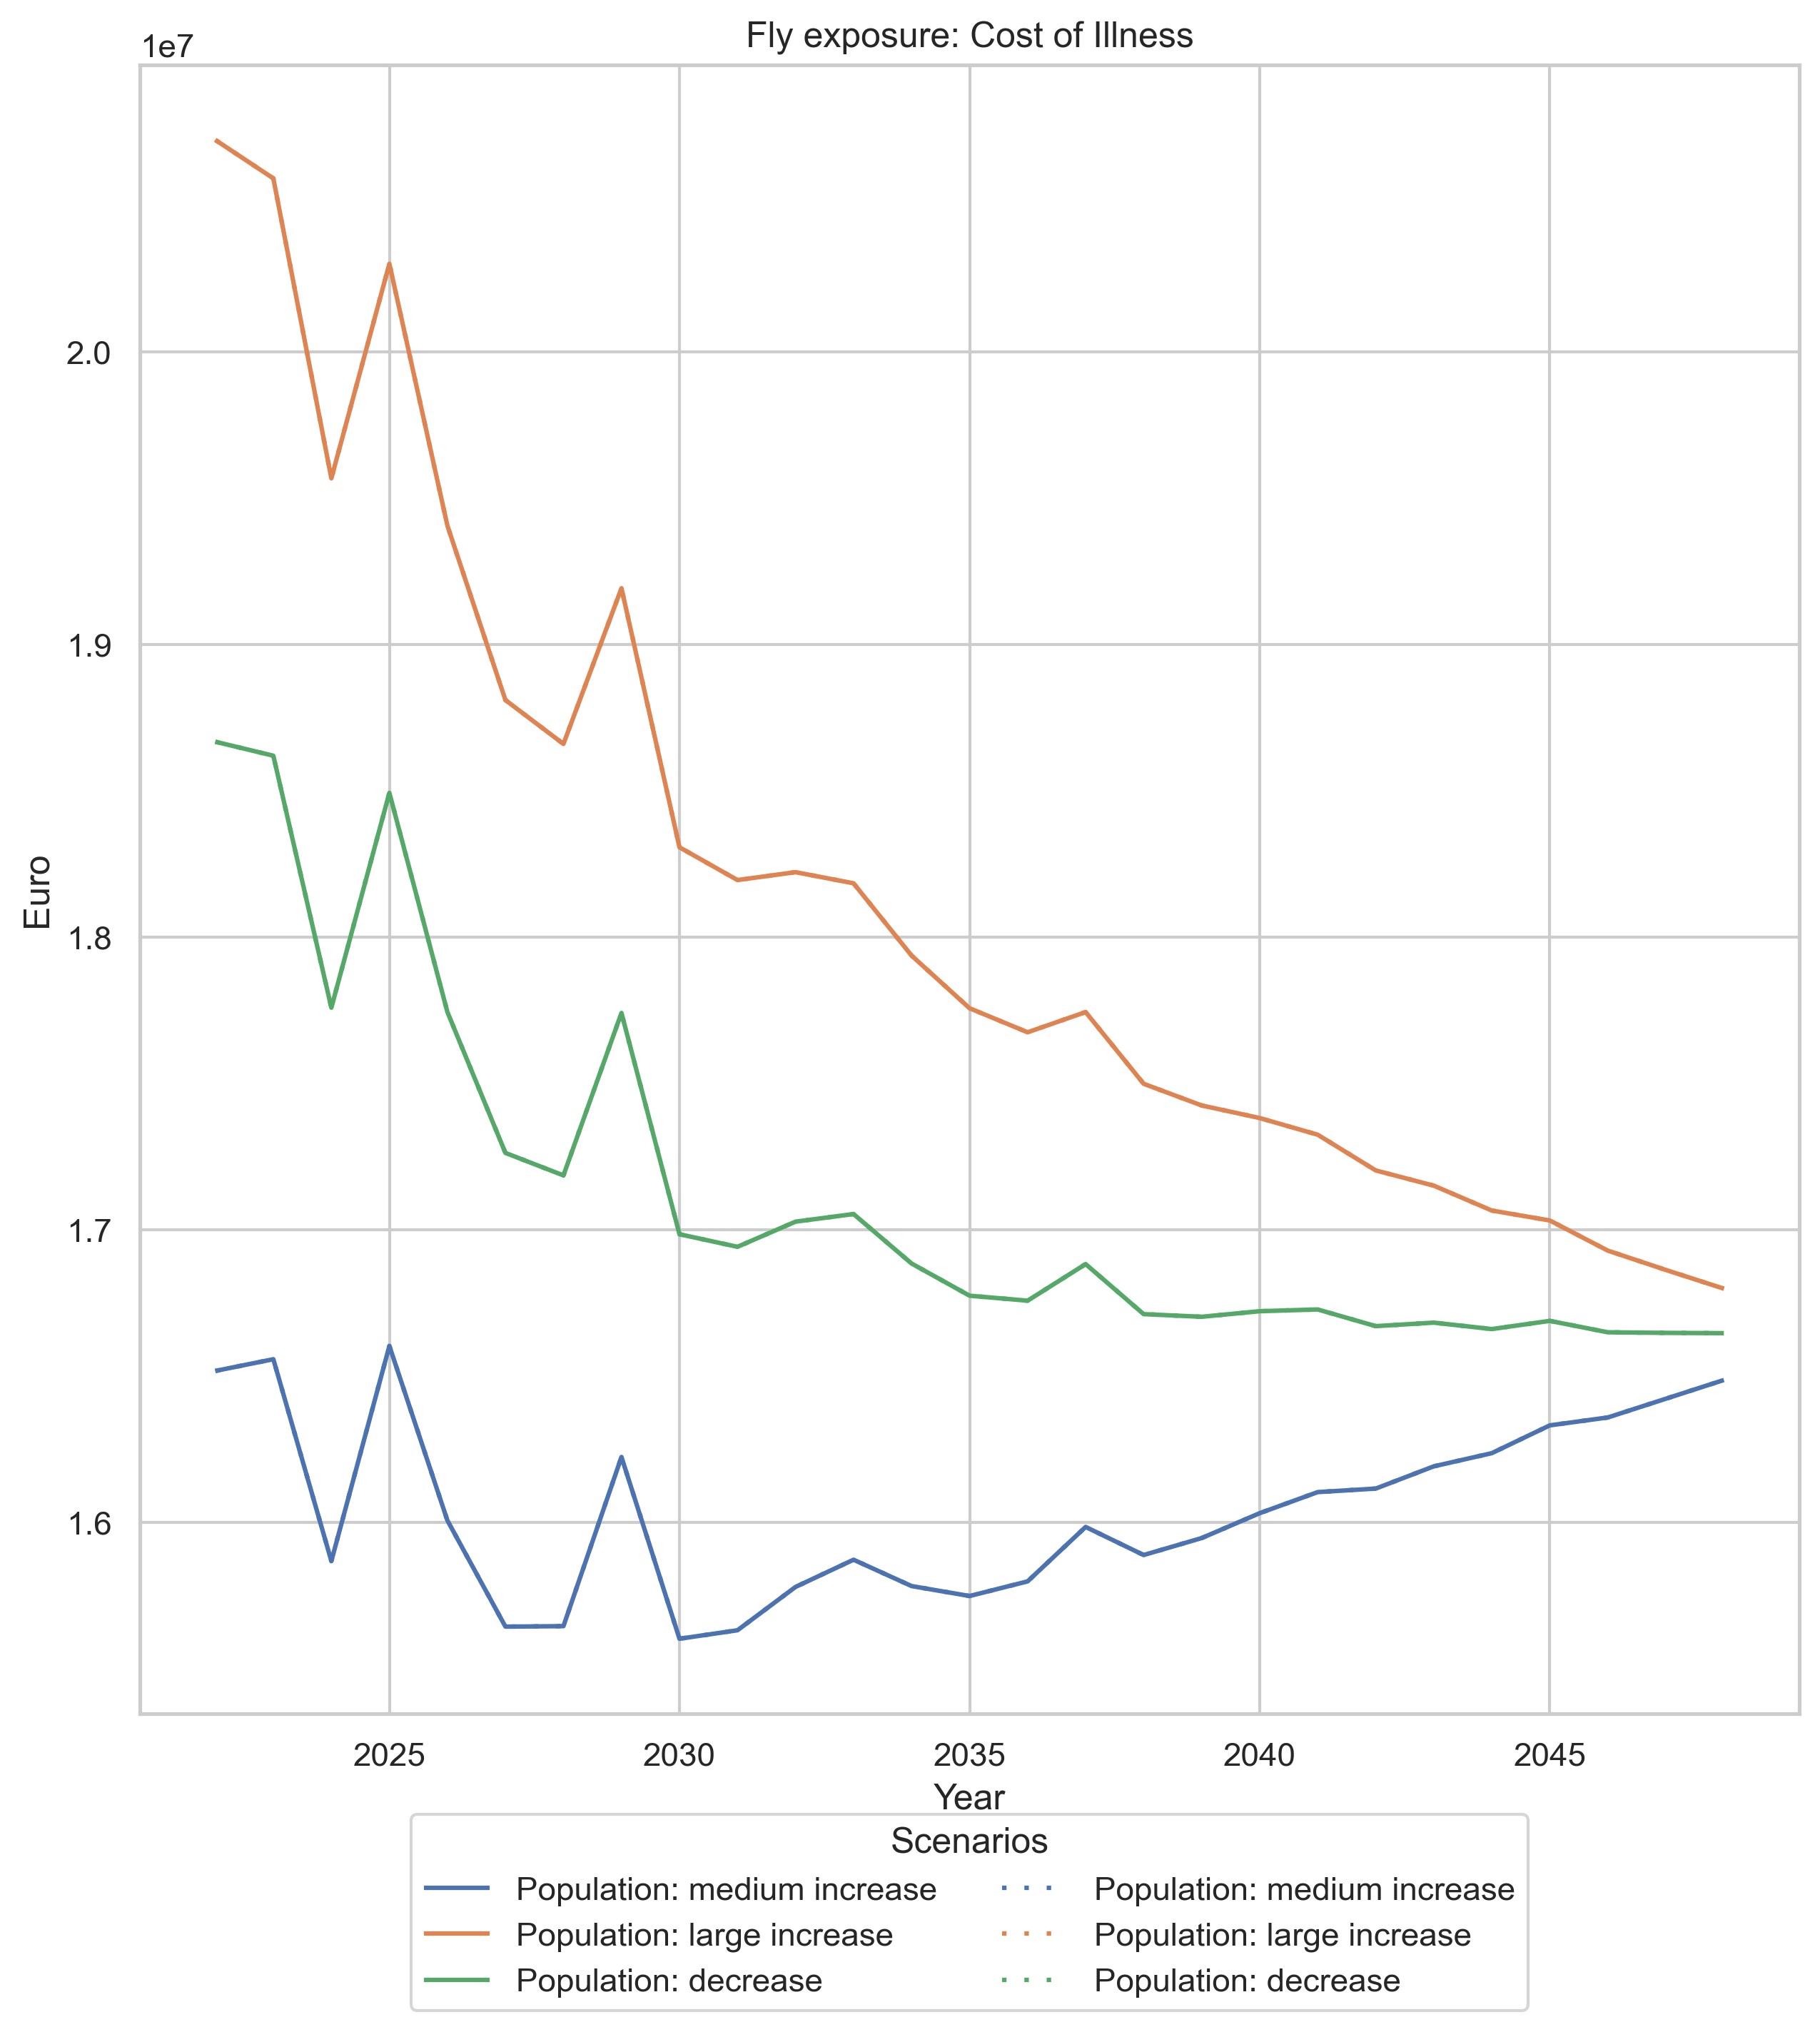 Fly exposure: Cost of Illness
1e7
2.0
1.9
1.8
1.7
1.6
Euro
2025 2030 2035 2040 2045
Year
Scenarios
Population: medium increase
Population: large increase
Population: decrease
Population: medium increase
Population: large increase
Population: decrease